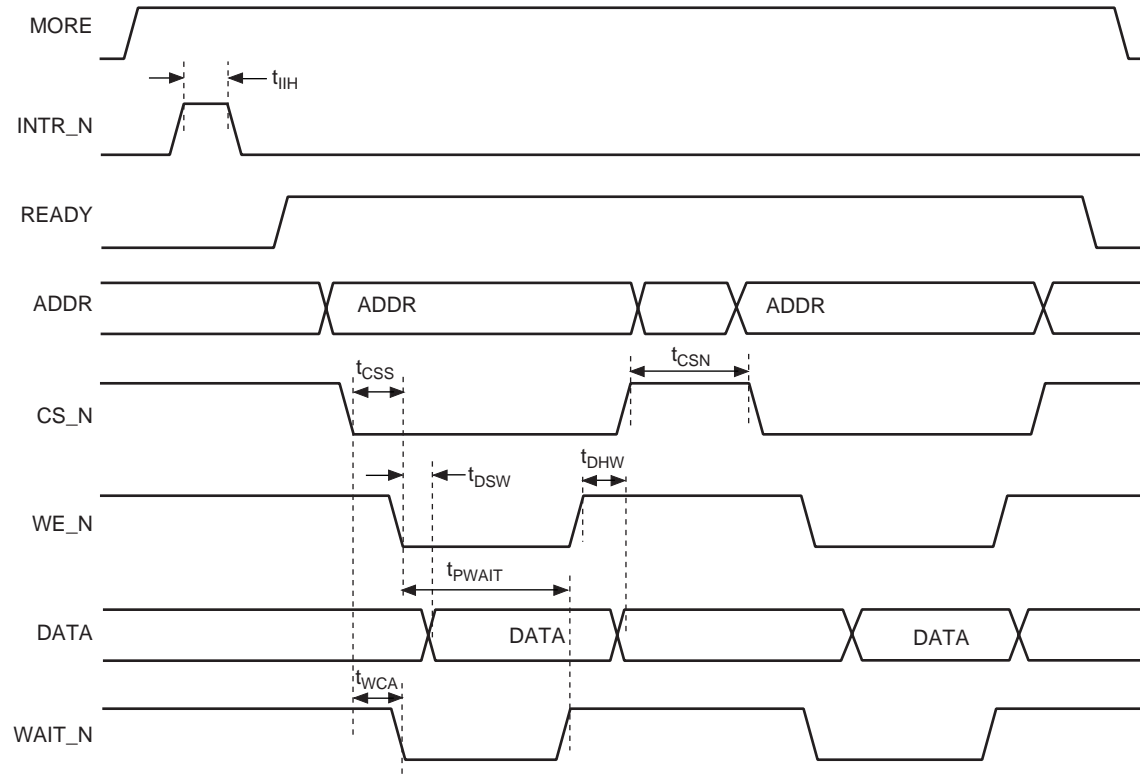 MORE
t_IIH
INTR_N
READY
ADDR ADDR ADDR
t_CSS t_CSN
CS_N
t_DSW t_DHW
WE_N
t_PWAIT
DATA DATA DATA
t_WCA
WAIT_N